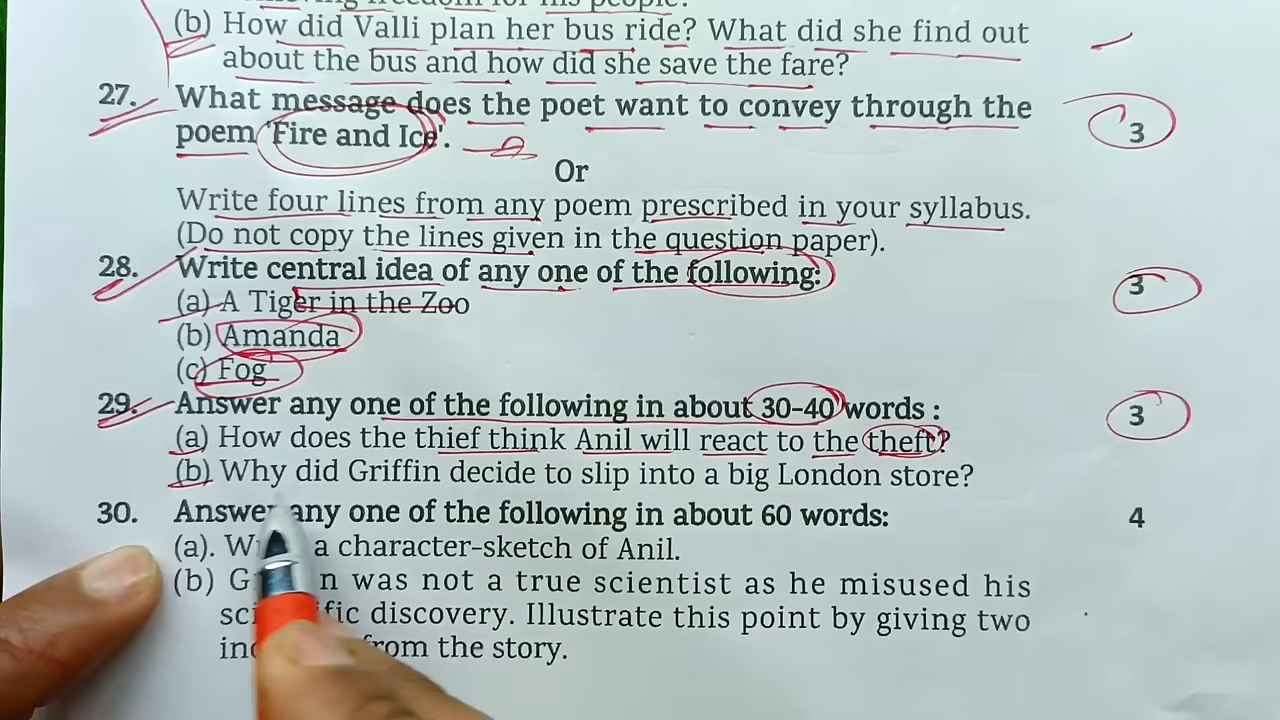 moving freedom for his people?
(b) How did Valli plan her bus ride? What did she find out
about the bus and how did she save the fare?
27. What message does the poet want to convey through the
poem 'Fire and Ice'. 3
Or
Write four lines from any poem prescribed in your syllabus.
(Do not copy the lines given in the question paper).
28. Write central idea of any one of the following: 3
(a) A Tiger in the Zoo
(b) Amanda
(c) Fog
29. Answer any one of the following in about 30-40 words : 3
(a) How does the thief think Anil will react to the theft?
(b) Why did Griffin decide to slip into a big London store?
30. Answer any one of the following in about 60 words: 4
(a). a character-sketch of Anil.
(b) was not a true scientist as he misused his
discovery. Illustrate this point by giving two
from the story.